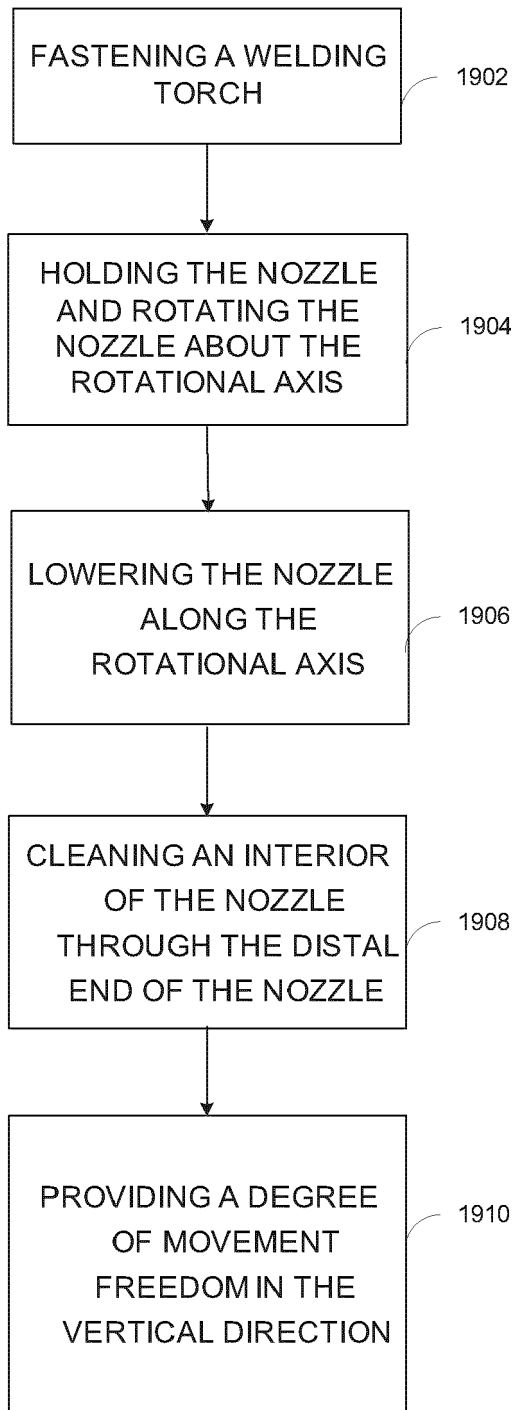 FASTENING A WELDING
TORCH
1902
HOLDING THE NOZZLE
AND ROTATING THE
NOZZLE ABOUT THE
ROTATIONAL AXIS
1904
LOWERING THE NOZZLE
ALONG THE
ROTATIONAL AXIS
1906
CLEANING AN INTERIOR
OF THE NOZZLE
THROUGH THE DISTAL
END OF THE NOZZLE
1908
PROVIDING A DEGREE
OF MOVEMENT
FREEDOM IN THE
VERTICAL DIRECTION
1910